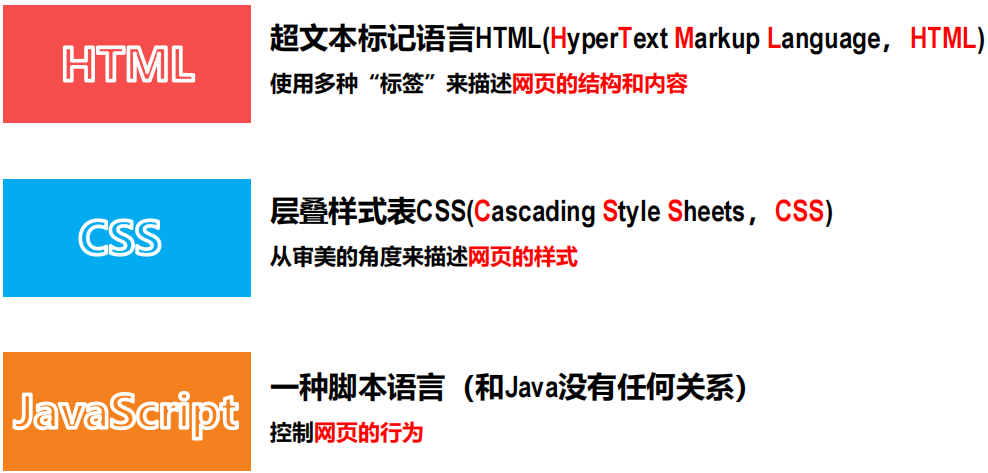 HTML
超文本标记语言HTML(HyperText Markup Language，HTML)
使用多种“标签”来描述网页的结构和内容
CSS
层叠样式表CSS(Cascading Style Sheets，CSS)
从审美的角度来描述网页的样式
JavaScript
一种脚本语言（和Java没有任何关系）
控制网页的行为